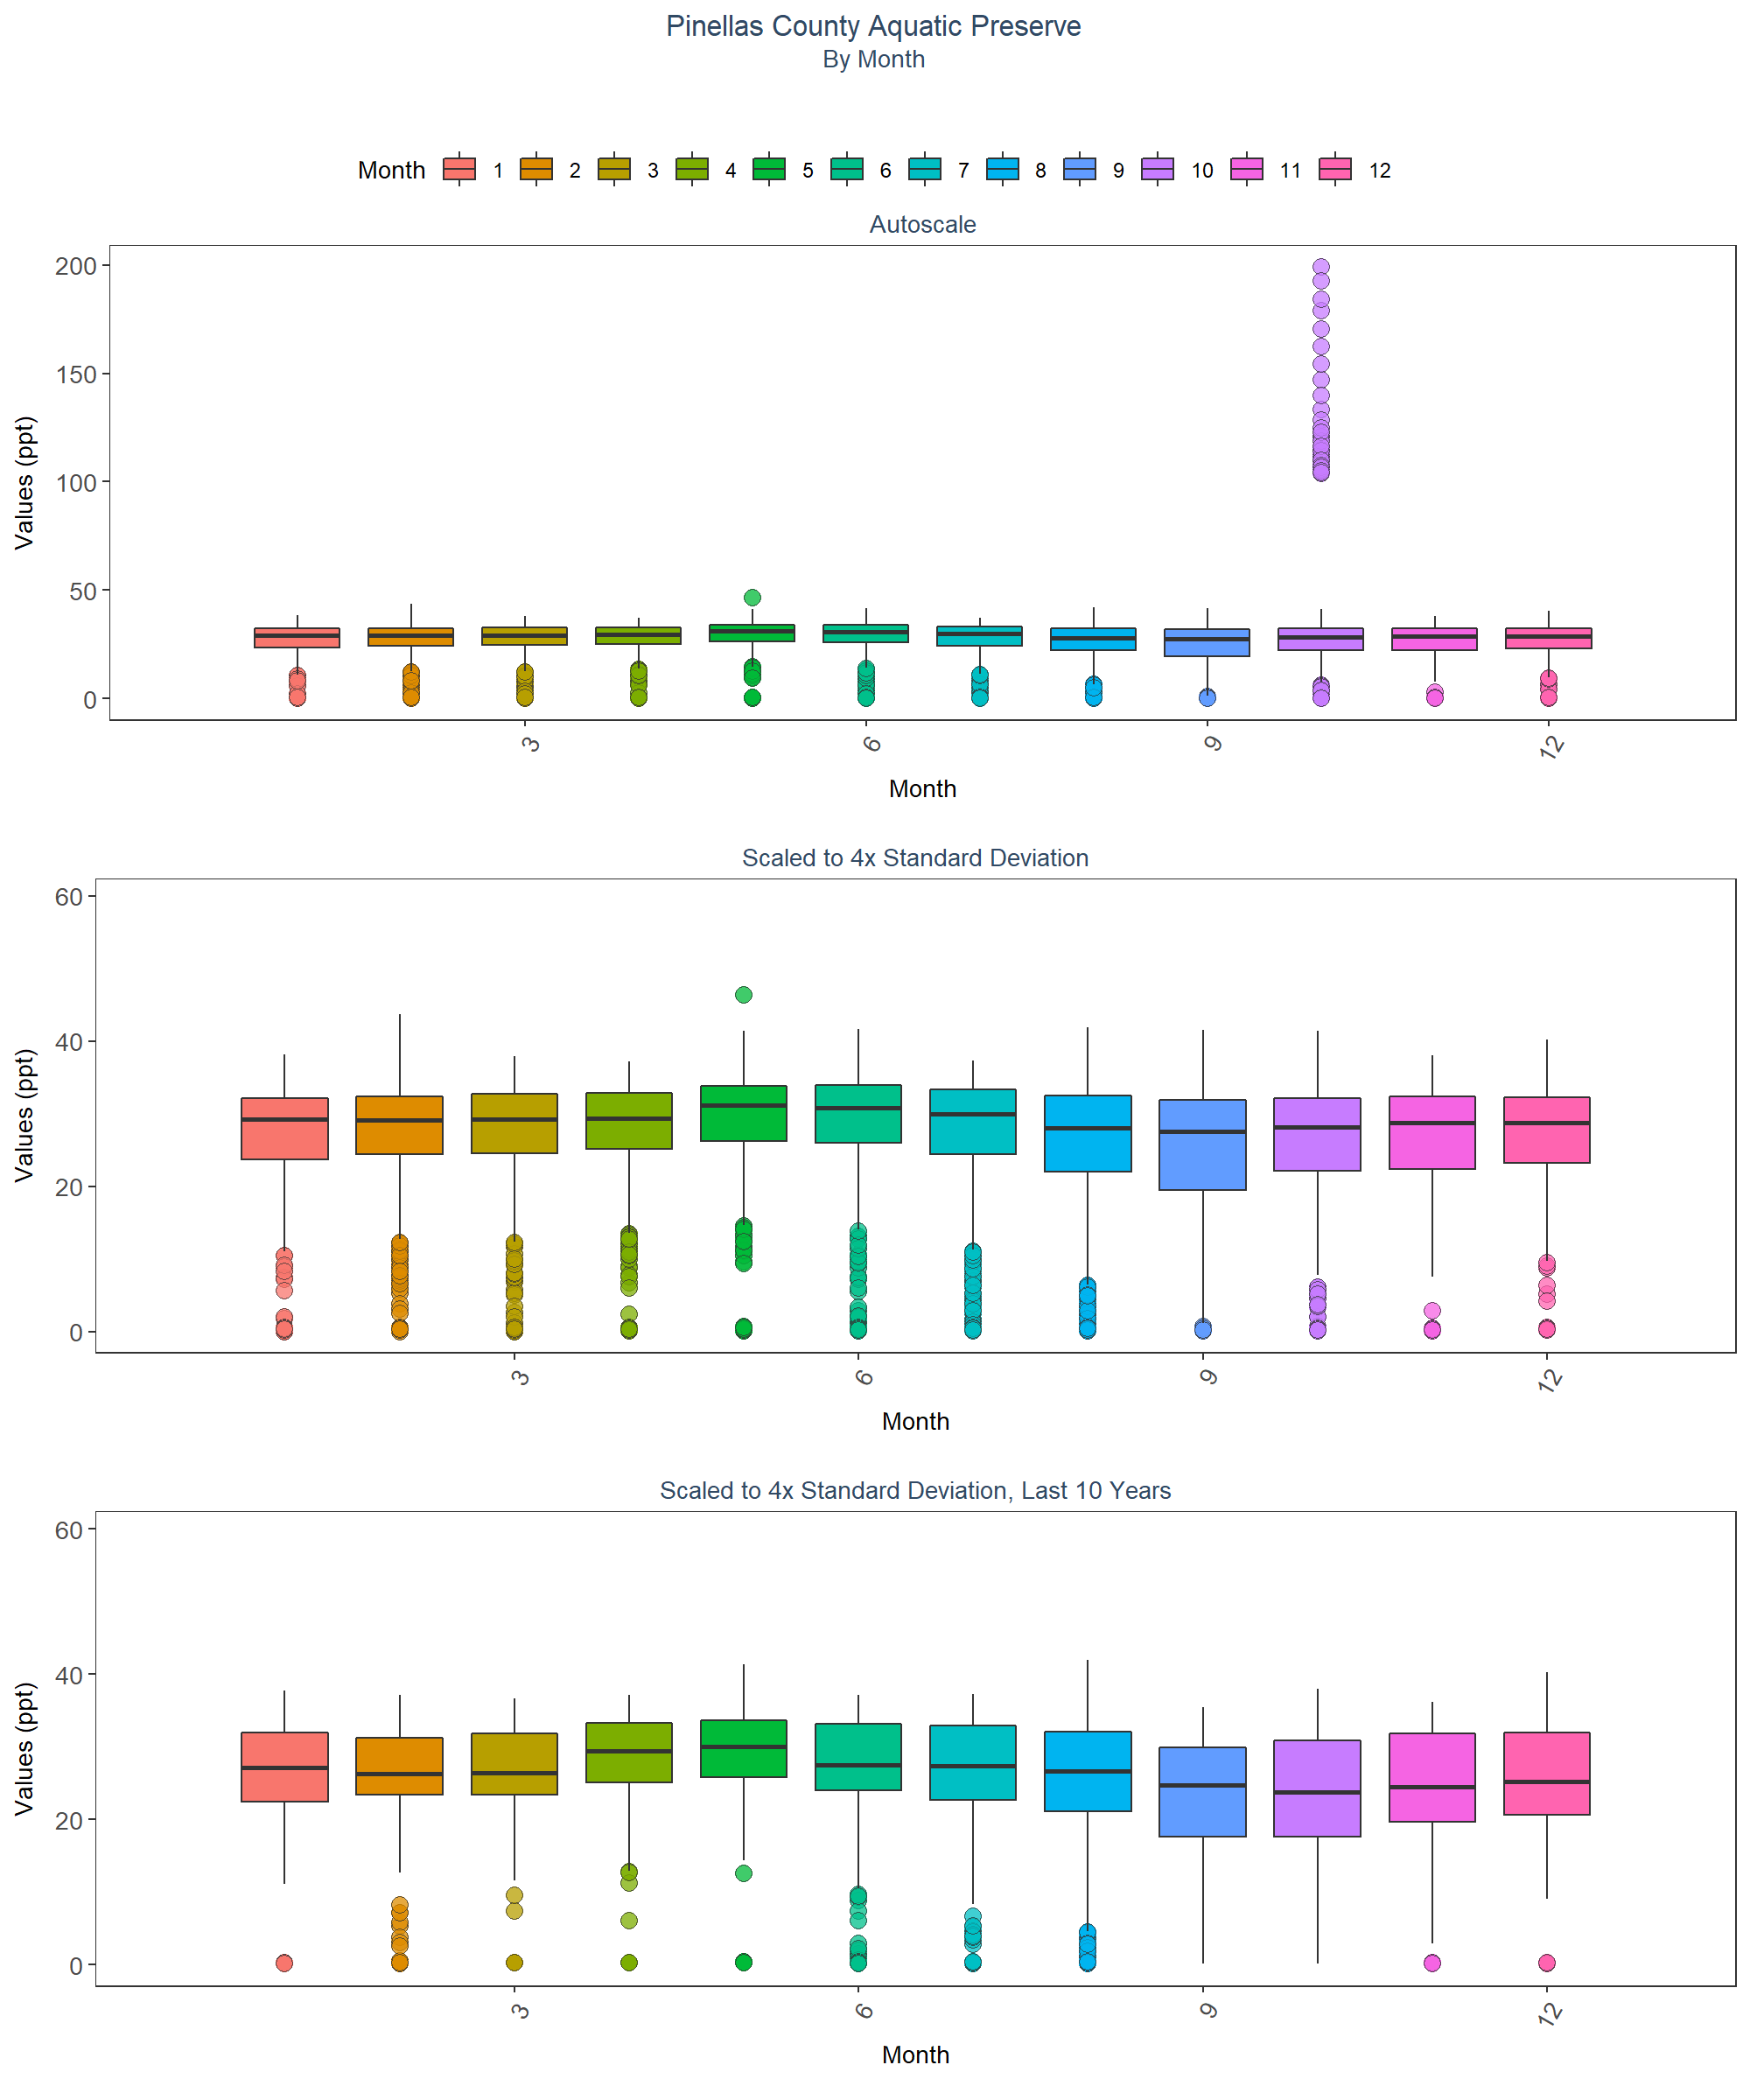 Pinellas County Aquatic Preserve
By Month
Month 1 2 3 4 5 6 7 8 9 10 11 12
Autoscale
200
150
100
50
0
Values (ppt)
3 6 9 12
Month
Scaled to 4x Standard Deviation
60
40
20
0
Values (ppt)
3 6 9 12
Month
Scaled to 4x Standard Deviation, Last 10 Years
60
40
20
0
Values (ppt)
3 6 9 12
Month